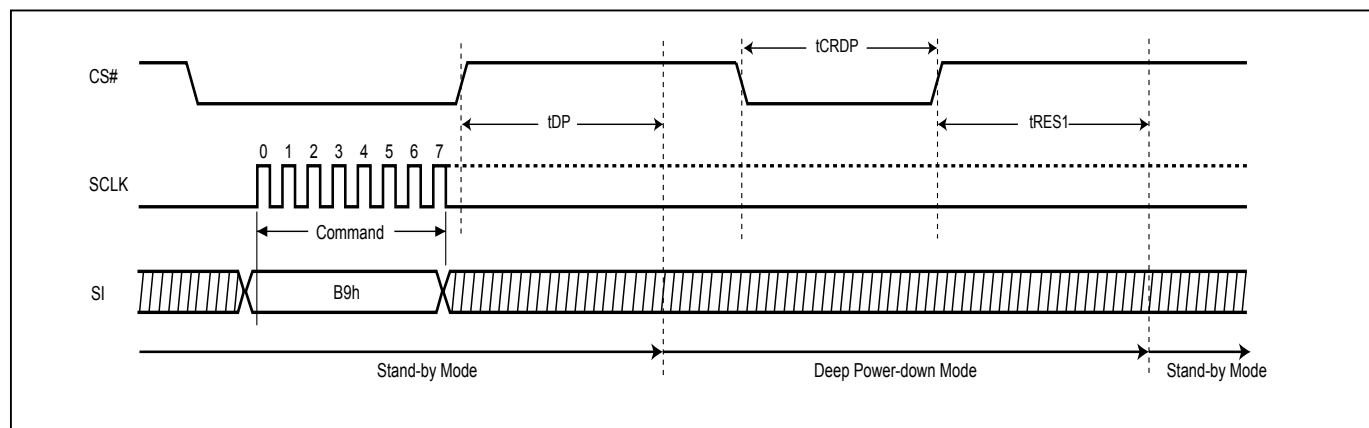 tCRDP
CS#
tDP
tRES1
0 1 2 3 4 5 6 7
SCLK
Command
SI
B9h
Stand-by Mode
Deep Power-down Mode
Stand-by Mode